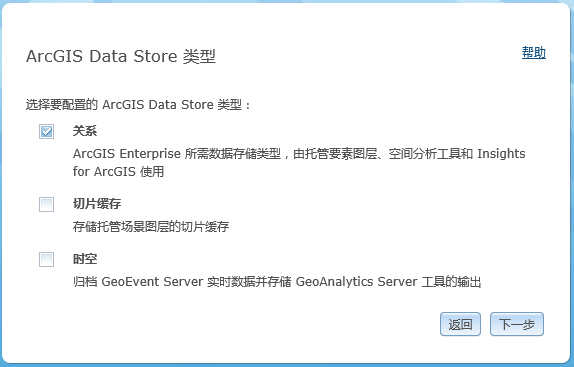 ArcGIS Data Store 类型
帮助
选择要配置的 ArcGIS Data Store 类型：
关系
ArcGIS Enterprise 所需数据存储类型，由托管要素图层、空间分析工具和 Insights
for ArcGIS 使用
切片缓存
存储托管场景图层的切片缓存
时空
归档 GeoEvent Server 实时数据并存储 GeoAnalytics Server 工具的输出
返回 下一步